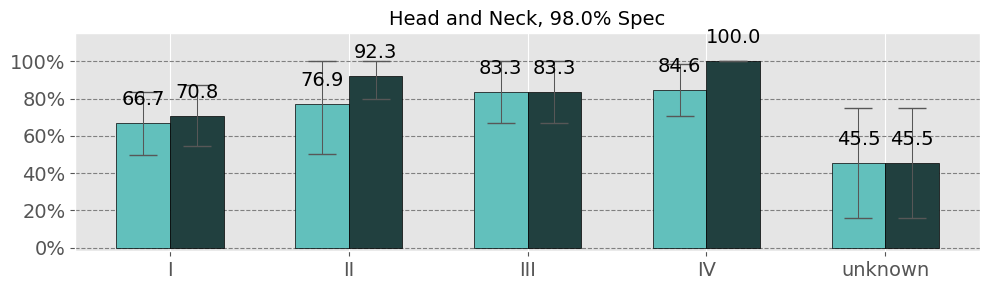 Head and Neck, 98.0% Spec
100%
80%
60%
40%
20%
0%
66.7
70.8
76.9
92.3
83.3
83.3
84.6
100.0
45.5
45.5
I
II
III
IV
unknown